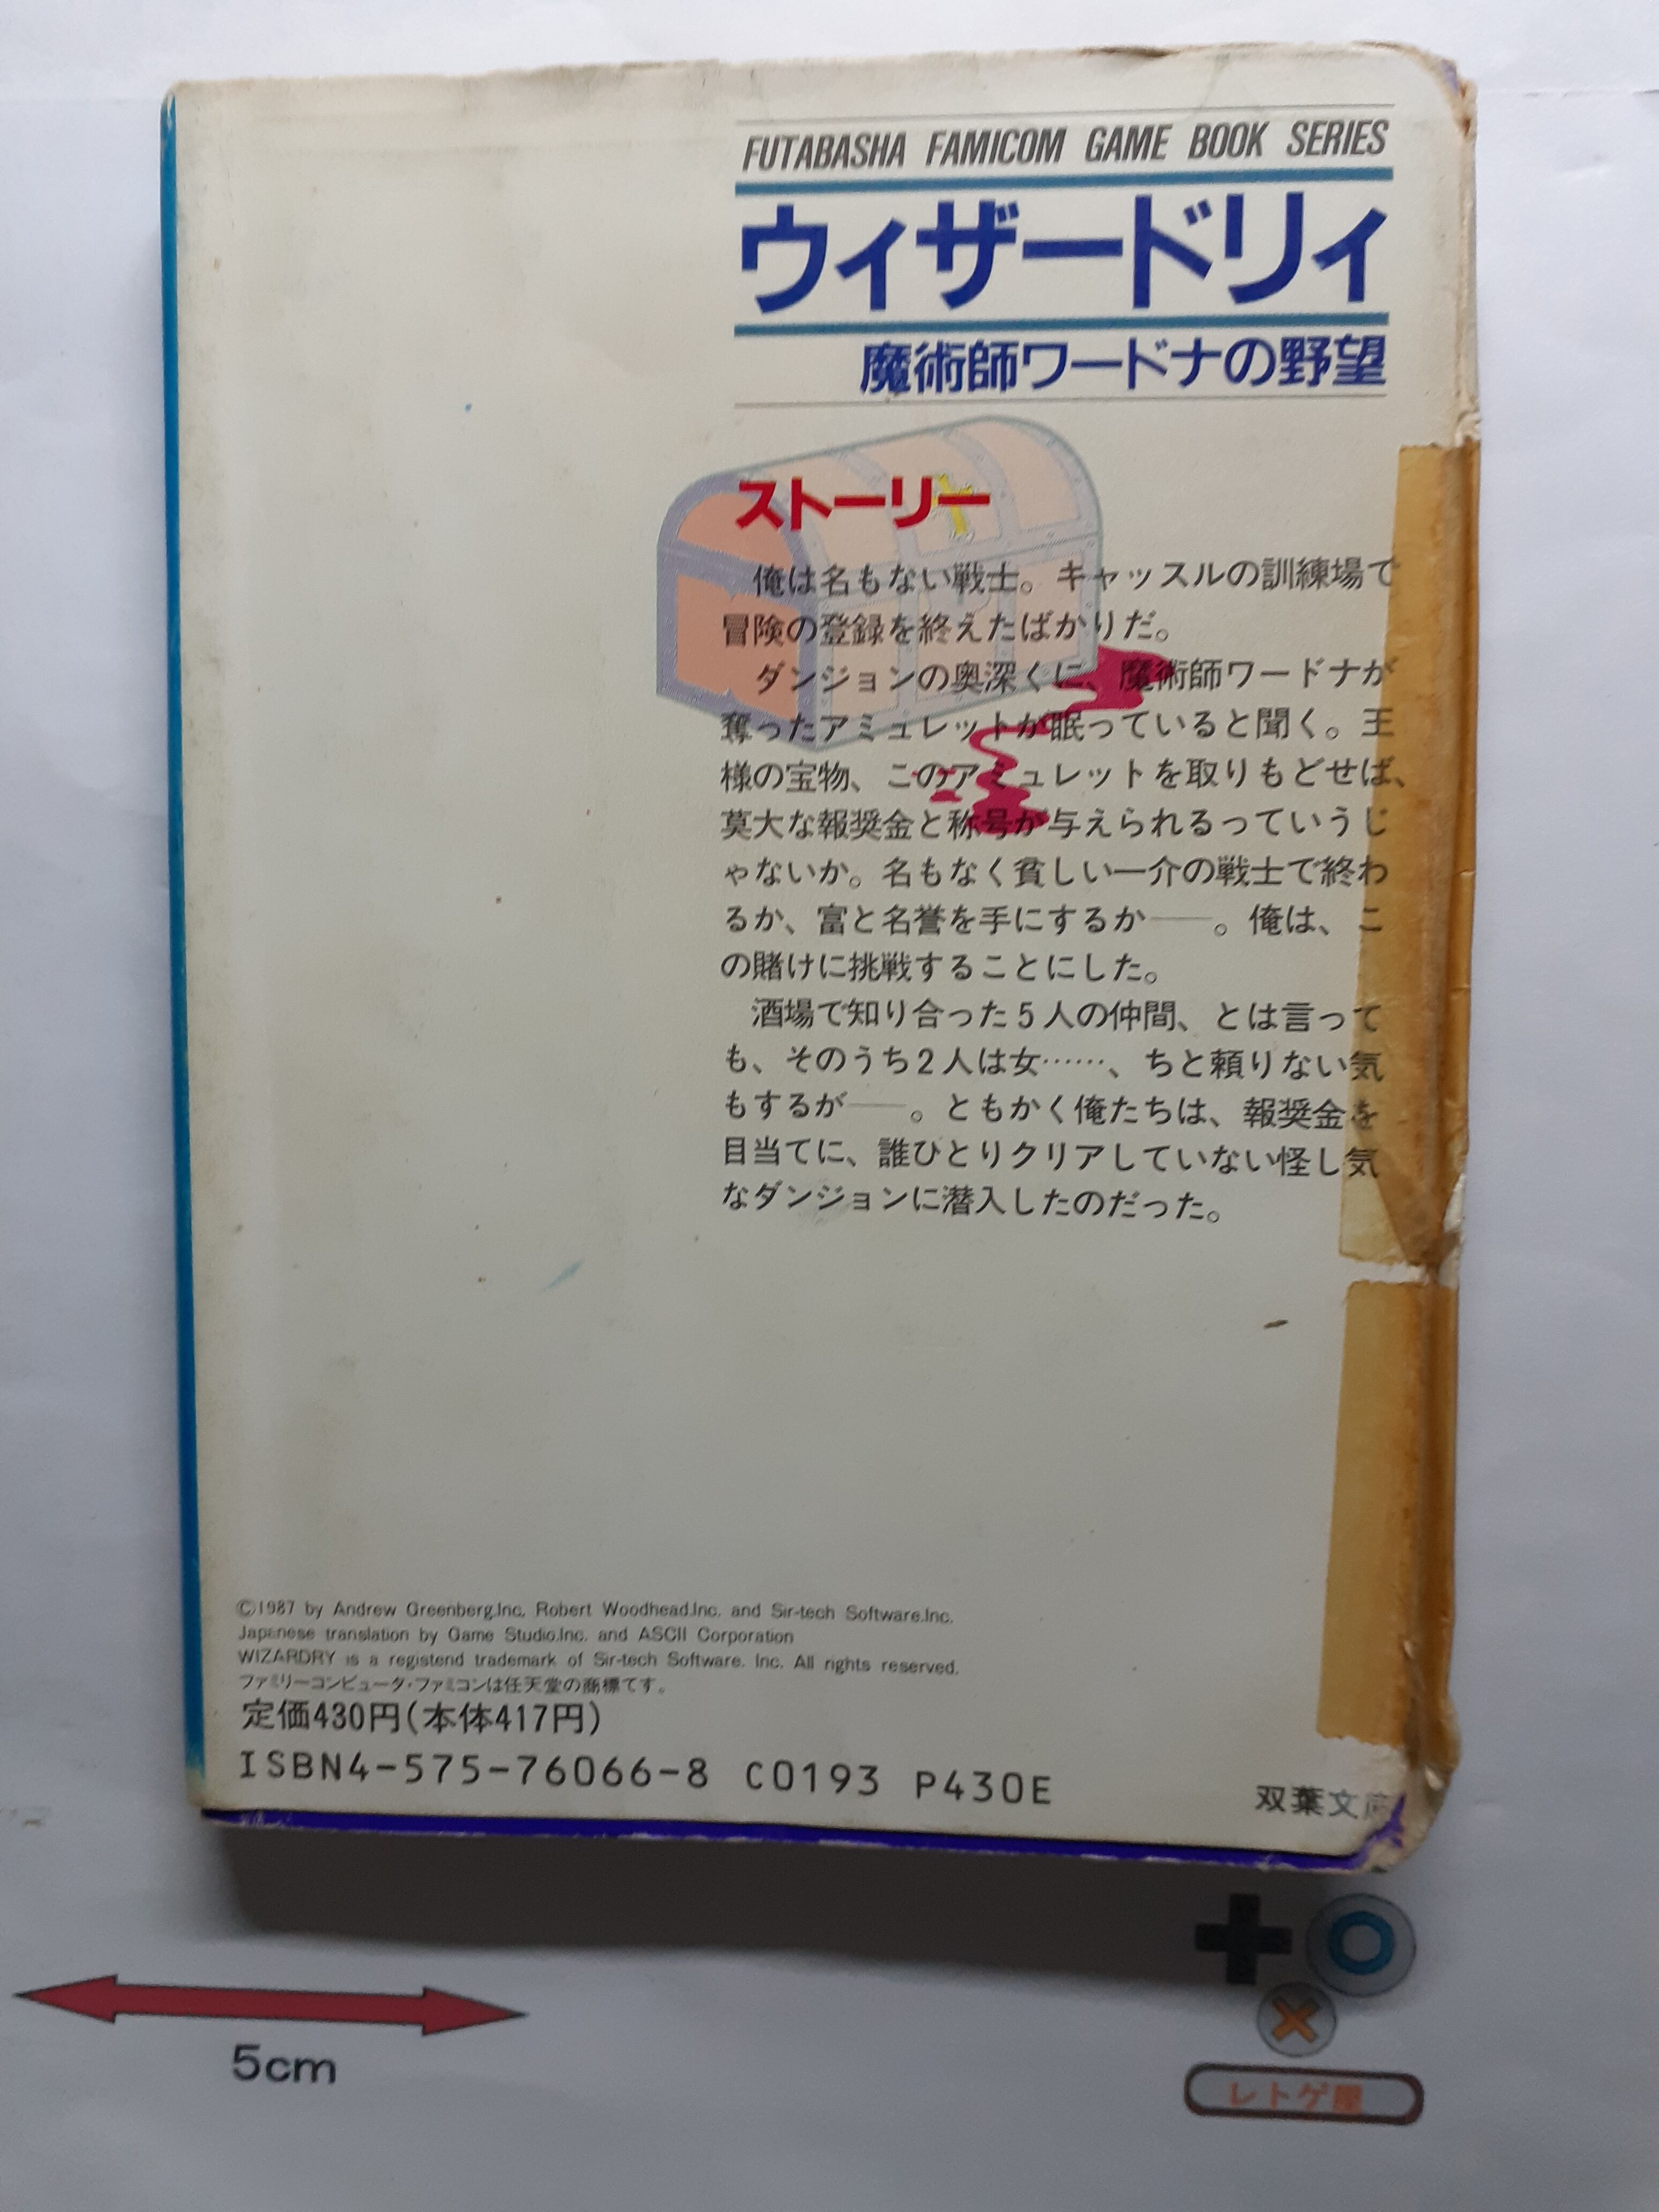 FUTABASHA FAMICOM GAME BOOK SERIES
ウィザードリィ
魔術師ワードナの野望
ストーリー
俺は名もない戦士。キャッスルの訓練場で
冒険の登録を終えたばかりだ。
ダンジョンの奥深くに、魔術師ワードナが
奪ったアミュレットが眠っていると聞く。王
様の宝物、このアミュレットを取りもどせば、
莫大な報奨金と称号が与えられるっていうじ
ゃないか。名もなく貧しい一介の戦士で終わ
るか、富と名誉を手にするか──。俺は、こ
の賭けに挑戦することにした。
酒場で知り合った5人の仲間、とは言って
も、そのうち2人は女……、ちと頼りない気
もするが──。ともかく俺たちは、報奨金を
目当てに、誰ひとりクリアしていない怪し気
なダンジョンに潜入したのだった。
©1987 by Andrew Greenberg.Inc. Robert Woodhead.Inc. and Sir-tech Software.Inc.
Japanese translation by Game Studio.Inc. and ASCII Corporation
WIZARDRY is a registend trademark of Sir-tech Software. Inc. All rights reserved.
ファミリーコンピュータ・ファミコンは任天堂の商標です。
定価430円(本体417円)
ISBN4-575-76066-8 C0193 P430E
双葉文庫
5cm
レトゲ屋